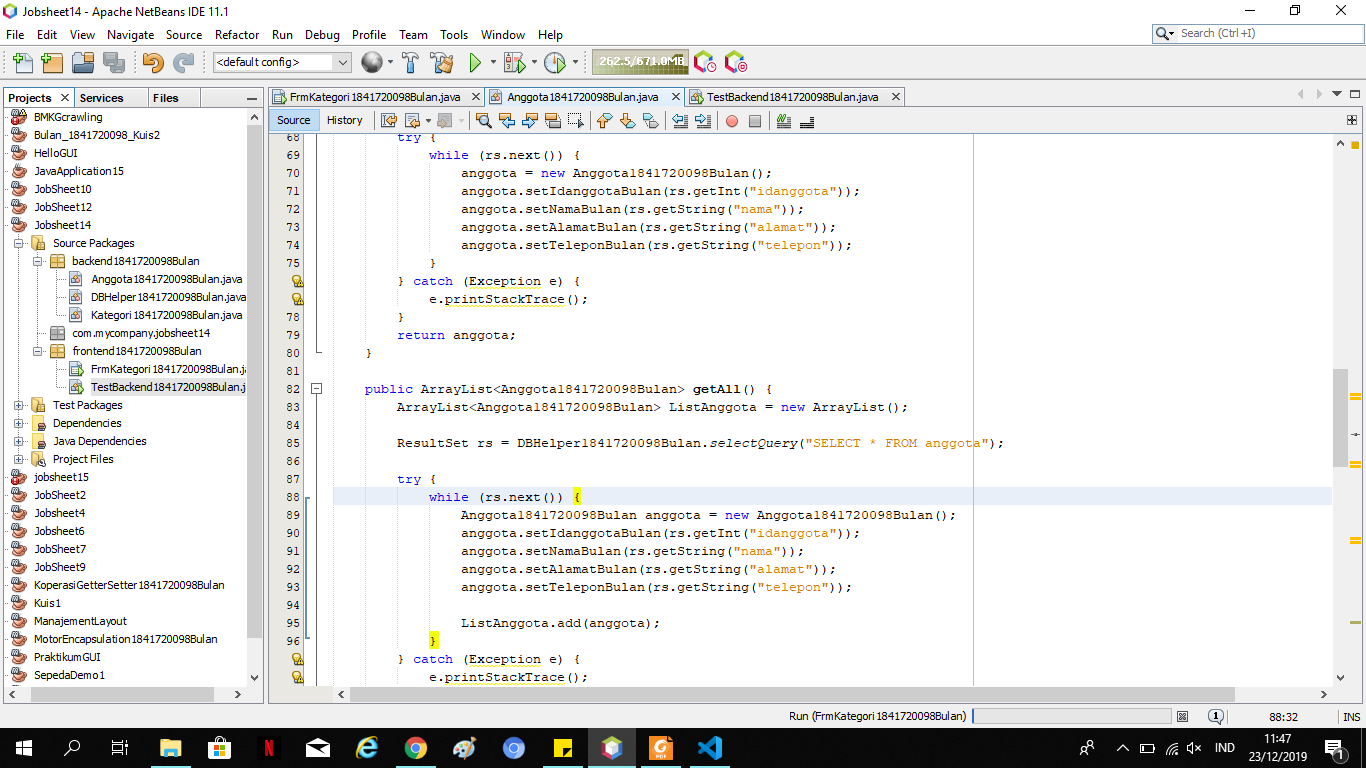 Jobsheet14 - Apache NetBeans IDE 11.1
File Edit View Navigate Source Refactor Run Debug Profile Team Tools Window Help
Search (Ctrl+I)
<default config>
262.5/671.0MB
Projects Services Files
FrmKategori1841720098Bulan.java Anggota1841720098Bulan.java TestBackend1841720098Bulan.java
Source History
BMKGcrawling
Bulan_1841720098_Kuis2
HelloGUI
JavaApplication15
JobSheet10
JobSheet12
Jobsheet14
Source Packages
backend1841720098Bulan
Anggota1841720098Bulan.java
DBHelper1841720098Bulan.java
Kategori1841720098Bulan.java
com.mycompany.jobsheet14
frontend1841720098Bulan
FrmKategori1841720098Bulan.ja
TestBackend1841720098Bulan.j
Test Packages
Dependencies
Java Dependencies
Project Files
jobsheet15
JobSheet2
Jobsheet4
Jobsheet6
JobSheet7
JobSheet9
KoperasiGetterSetter1841720098Bulan
Kuis1
ManajementLayout
MotorEncapsulation1841720098Bulan
PraktikumGUI
SepedaDemo1
68 try {
69 while (rs.next()) {
70 anggota = new Anggota1841720098Bulan();
71 anggota.setIdanggotaBulan(rs.getInt("idanggota"));
72 anggota.setNamaBulan(rs.getString("nama"));
73 anggota.setAlamatBulan(rs.getString("alamat"));
74 anggota.setTeleponBulan(rs.getString("telepon"));
75 }
} catch (Exception e) {
e.printStackTrace();
78 }
79 return anggota;
80 }
81
82 public ArrayList<Anggota1841720098Bulan> getAll() {
83 ArrayList<Anggota1841720098Bulan> ListAnggota = new ArrayList();
84
85 ResultSet rs = DBHelper1841720098Bulan.selectQuery("SELECT * FROM anggota");
86
87 try {
88 while (rs.next()) {
89 Anggota1841720098Bulan anggota = new Anggota1841720098Bulan();
90 anggota.setIdanggotaBulan(rs.getInt("idanggota"));
91 anggota.setNamaBulan(rs.getString("nama"));
92 anggota.setAlamatBulan(rs.getString("alamat"));
93 anggota.setTeleponBulan(rs.getString("telepon"));
94
95 ListAnggota.add(anggota);
96 }
} catch (Exception e) {
e.printStackTrace();
Run (FrmKategori1841720098Bulan) 1 88:32 INS
IND 11:47
23/12/2019 1